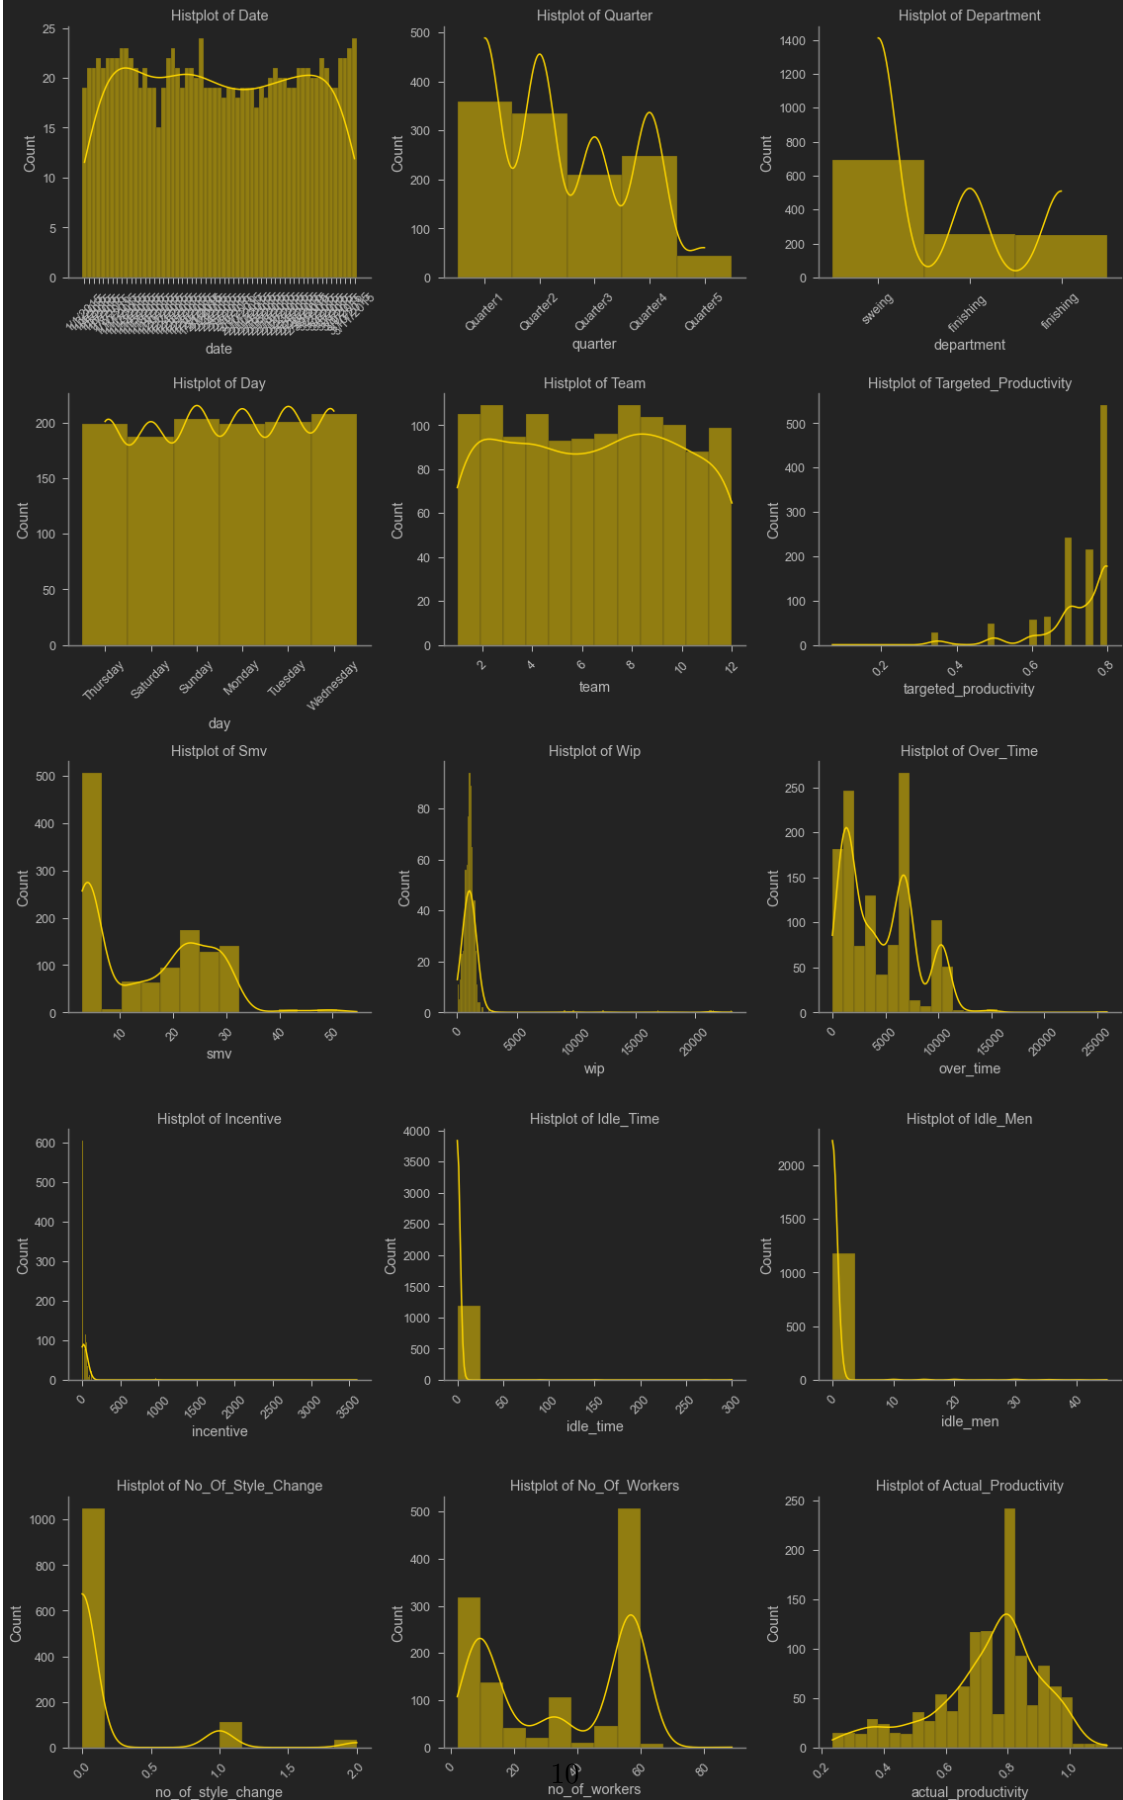 Histplot of Date
Histplot of Quarter
Histplot of Department
Count
25
20
15
10
5
0
date
Count
500
400
300
200
100
0
Quarter1
Quarter2
Quarter3
Quarter4
Quarter5
quarter
Count
1400
1200
1000
800
600
400
200
0
sweing
finishing
finishing
department
Histplot of Day
Histplot of Team
Histplot of Targeted_Productivity
Count
200
150
100
50
0
Thursday
Saturday
Sunday
Monday
Tuesday
Wednesday
day
Count
100
80
60
40
20
0
2
4
6
8
10
12
team
Count
500
400
300
200
100
0
0.2
0.4
0.6
0.8
targeted_productivity
Histplot of Smv
Histplot of Wip
Histplot of Over_Time
Count
500
400
300
200
100
0
10
20
30
40
50
smv
Count
80
60
40
20
0
0
5000
10000
15000
20000
wip
Count
250
200
150
100
50
0
0
5000
10000
15000
20000
25000
over_time
Histplot of Incentive
Histplot of Idle_Time
Histplot of Idle_Men
Count
600
500
400
300
200
100
0
0
500
1000
1500
2000
2500
3000
3500
incentive
Count
4000
3500
3000
2500
2000
1500
1000
500
0
0
50
100
150
200
250
300
idle_time
Count
2000
1500
1000
500
0
0
10
20
30
40
idle_men
Histplot of No_Of_Style_Change
Histplot of No_Of_Workers
Histplot of Actual_Productivity
Count
1000
800
600
400
200
0
0.0
0.5
1.0
1.5
2.0
no_of_style_change
Count
500
400
300
200
100
0
0
20
40
60
80
no_of_workers
Count
250
200
150
100
50
0
0.2
0.4
0.6
0.8
1.0
actual_productivity
10